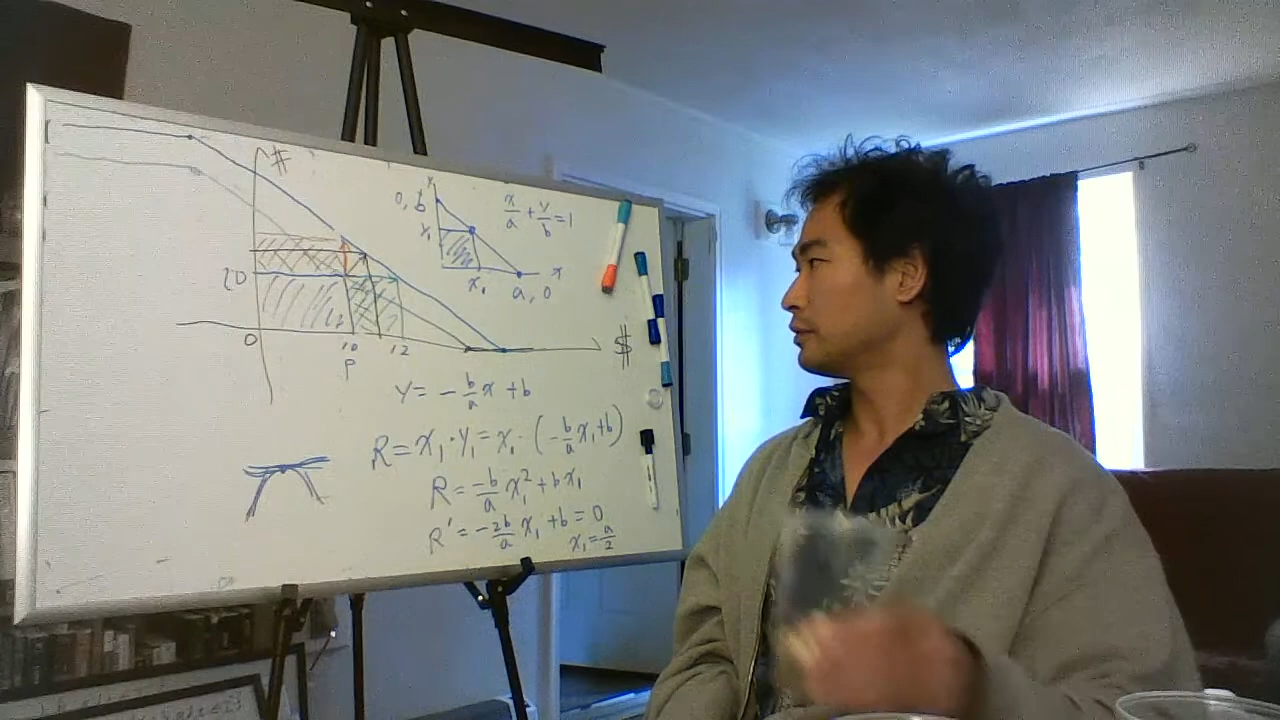 $
0, b
y
x/a + y/b = 1
y₁
20
x
x₁
a, 0
0
10
12
$
P
Y = - b/a x + b
R = x₁ · y₁ = x₁ · (- b/a x₁ + b)
R = -b/a x₁² + b x₁
R' = - 2b/a x₁ + b = 0
x₁ = a/2